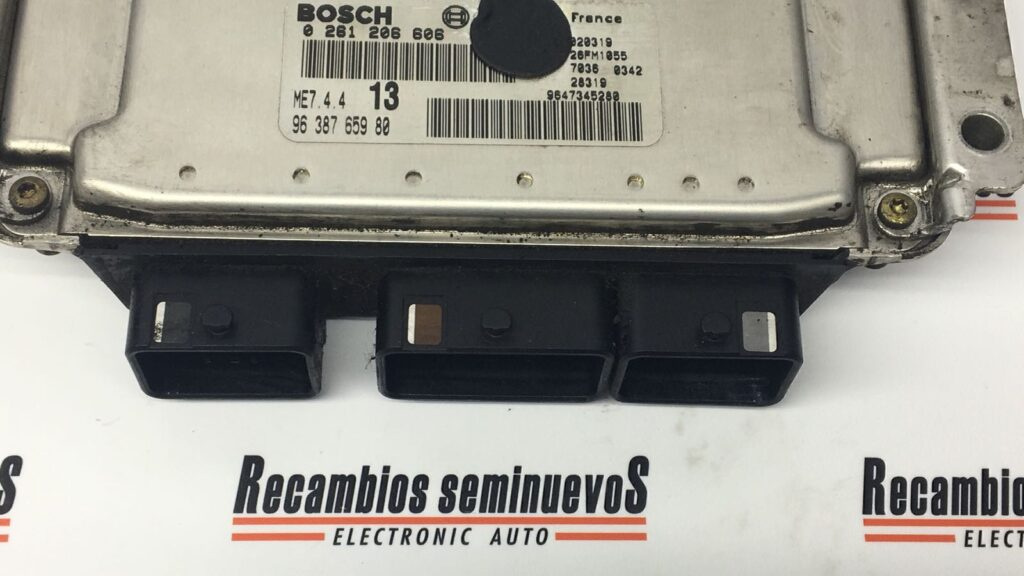 BOSCH France
0 261 206 606
020319
26FM1055
7036 0342
28319
9647345280
ME7.4.4 13
96 387 659 80
Recambios seminuevos
ELECTRONIC AUTO